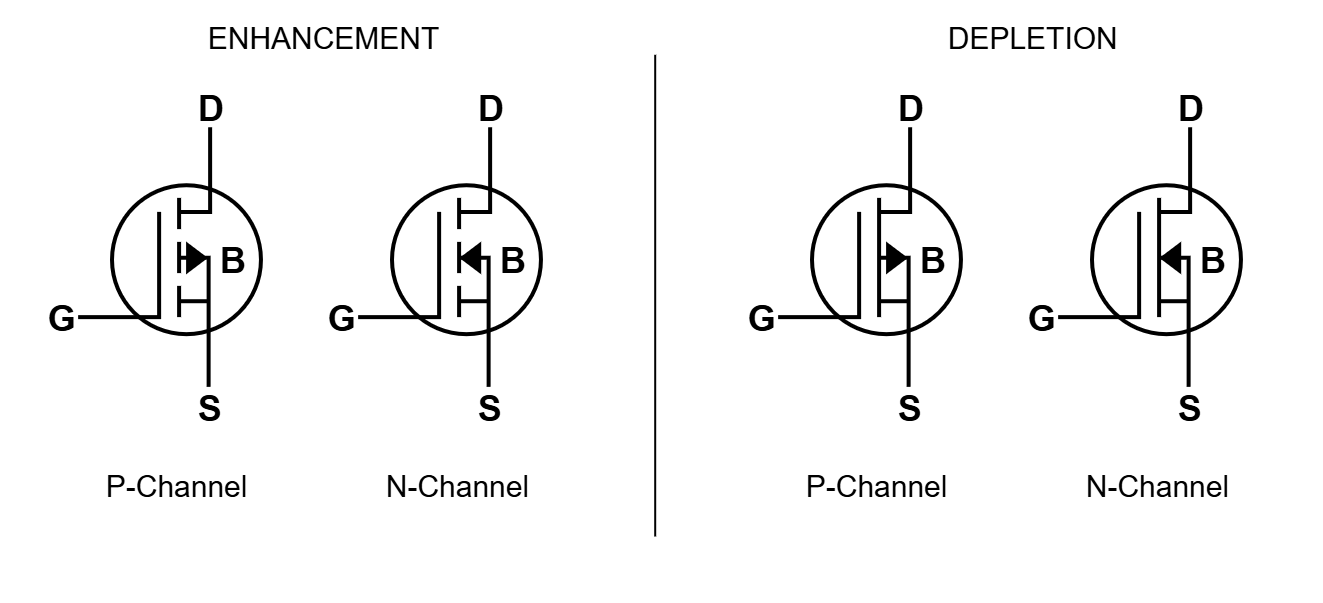 ENHANCEMENT
DEPLETION
D
D
D
D
B
B
B
B
G
G
G
G
S
S
S
S
P-Channel
N-Channel
P-Channel
N-Channel